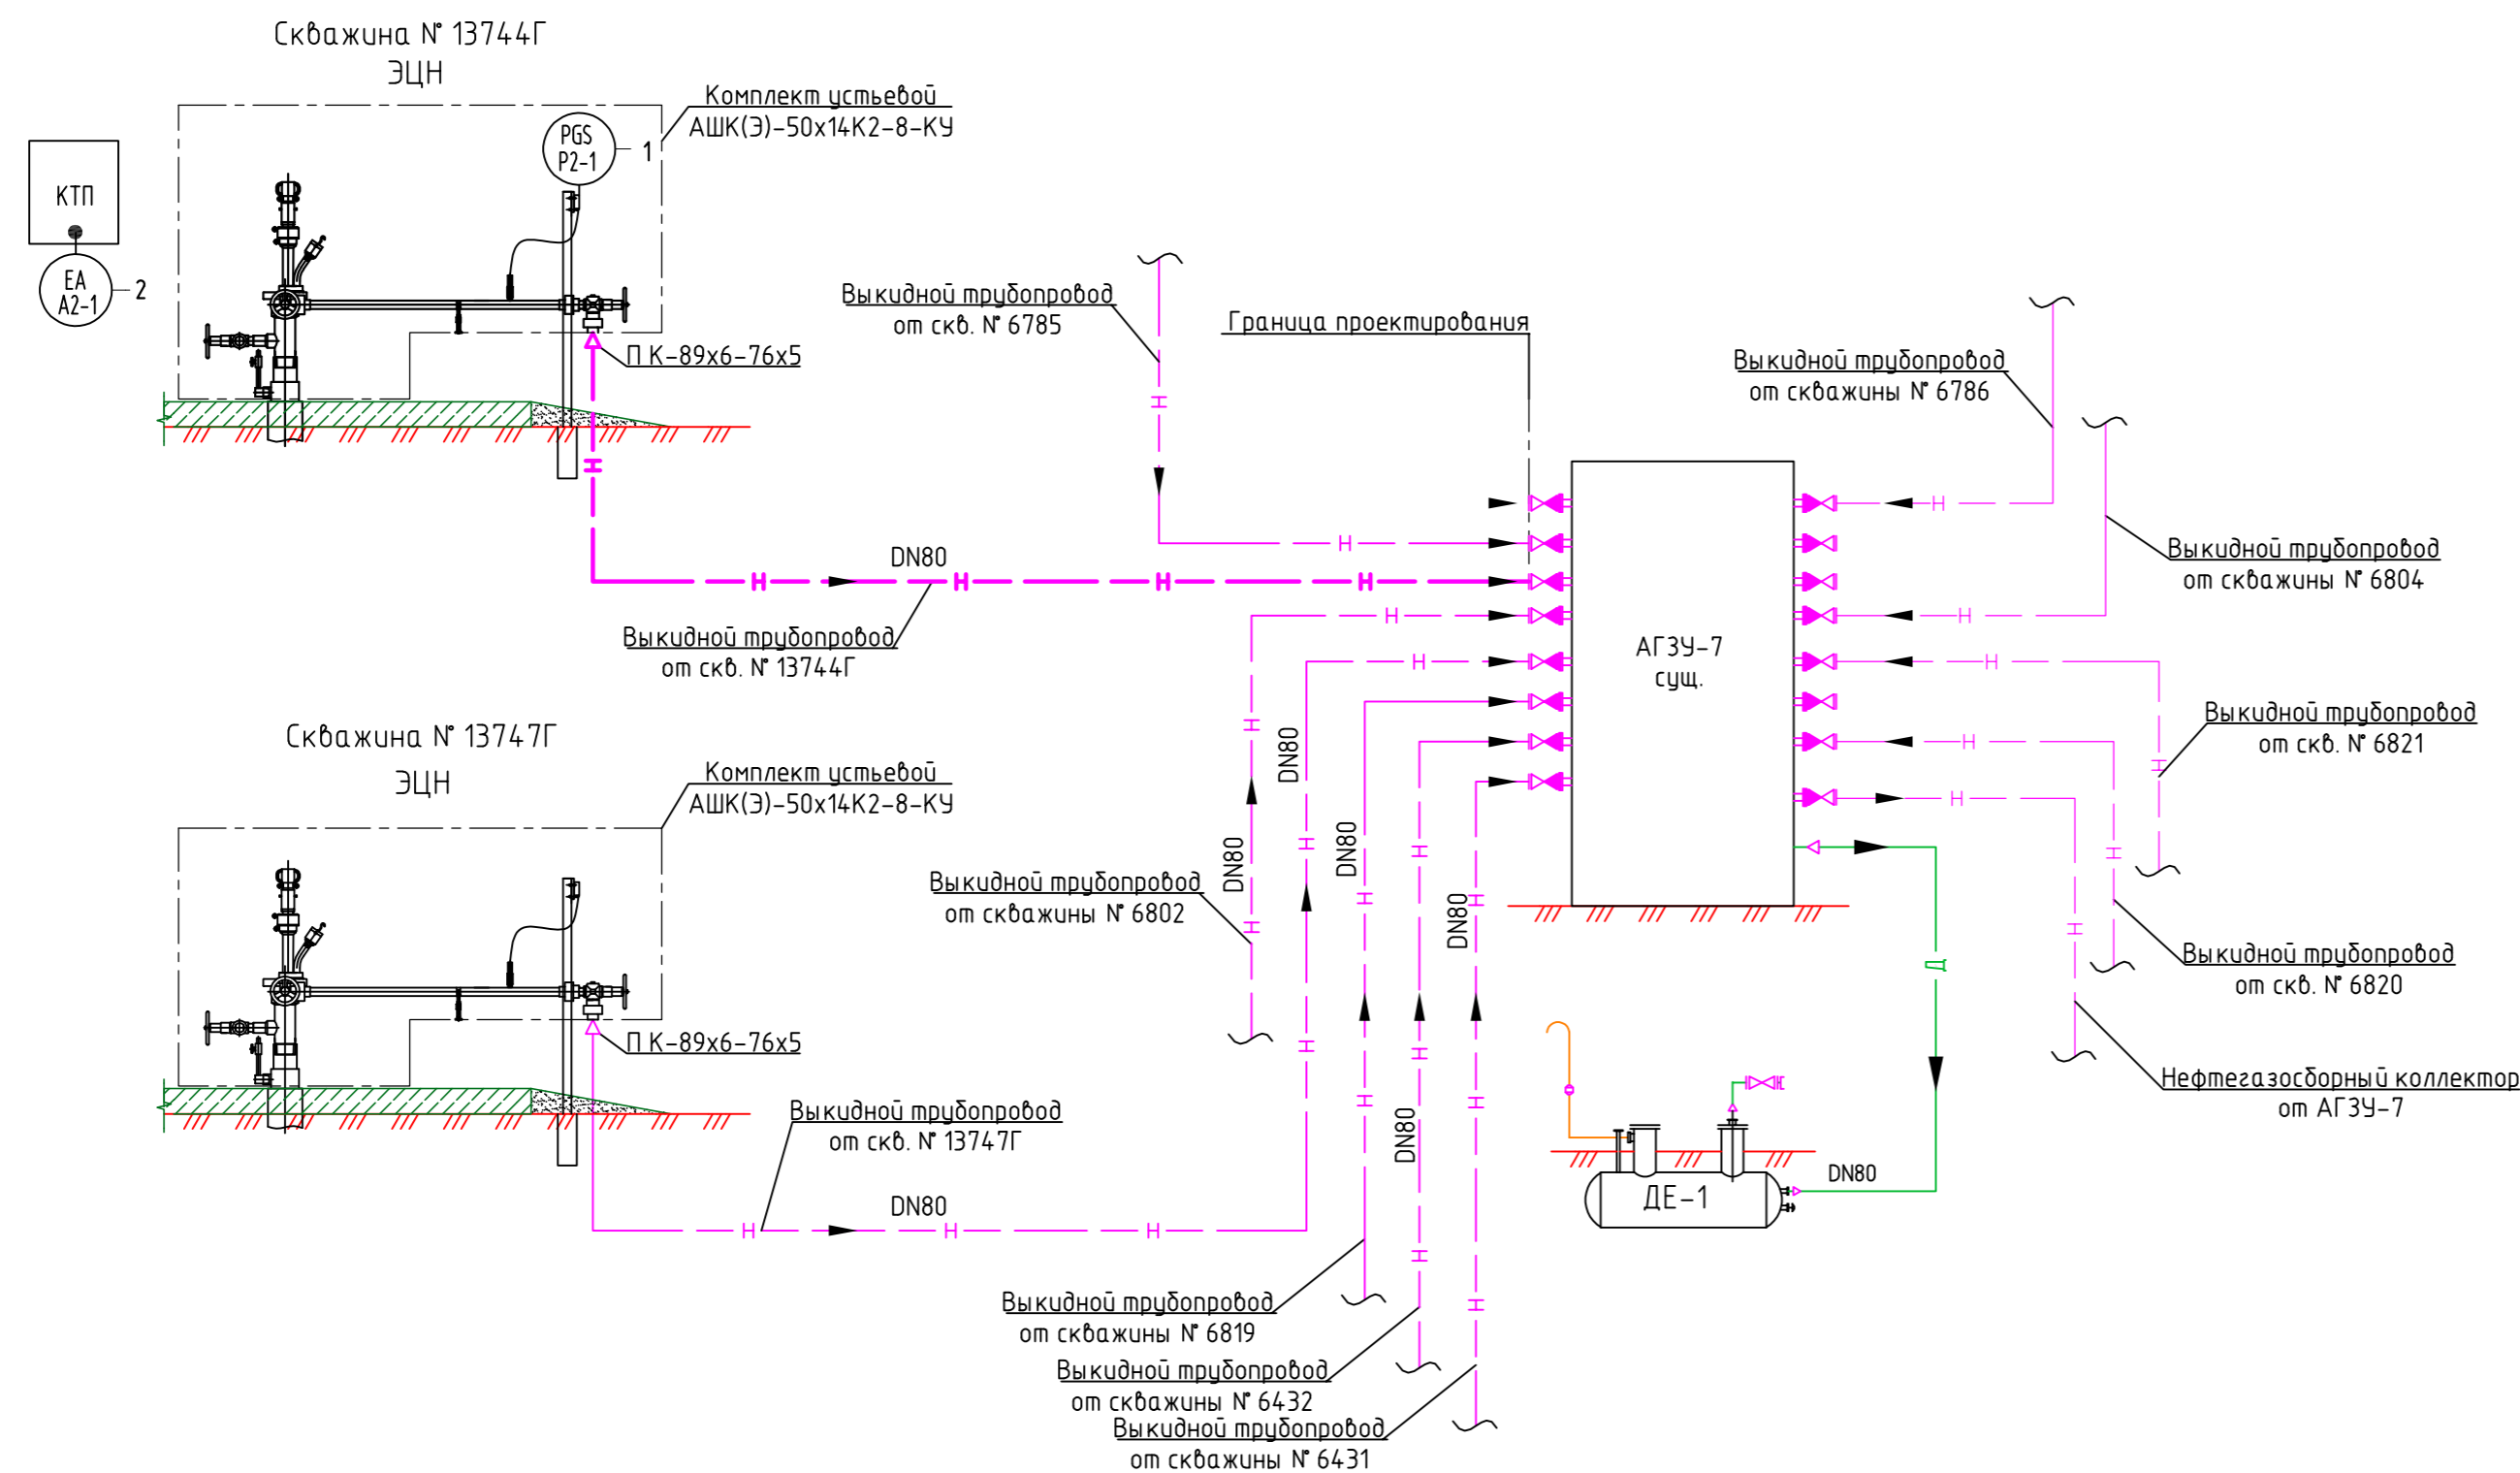 Скважина № 13744Г
ЭЦН
Комплект устьевой
АШК(Э)-50х14К2-8-КУ
PGS
P2-1
1
КТП
EA
A2-1
2
П К-89х6-76х5
Выкидной трубопровод
от скв. № 6785
Граница проектирования
Выкидной трубопровод
от скважины № 6786
Выкидной трубопровод
от скважины № 6804
Н
Н
Н
Н
DN80
Н
Н
Н
Н
Н
Н
Н
Выкидной трубопровод
от скв. № 13744Г
АГЗУ-7
сущ.
Н
Н
Н
Выкидной трубопровод
от скв. № 6821
Скважина № 13747Г
ЭЦН
Комплект устьевой
АШК(Э)-50х14К2-8-КУ
DN80
DN80
DN80
DN80
Н
Н
Н
Н
Н
Н
Н
Н
Н
Н
Н
Выкидной трубопровод
от скважины № 6802
Д
Выкидной трубопровод
от скв. № 6820
П К-89х6-76х5
Нефтегазосборный коллектор
от АГЗУ-7
Выкидной трубопровод
от скв. № 13747Г
Н
Н
Н
Н
DN80
DN80
ДЕ-1
DN80
Н
Н
Н
Н
Н
Выкидной трубопровод
от скважины № 6819
Выкидной трубопровод
от скважины № 6432
Выкидной трубопровод
от скважины № 6431